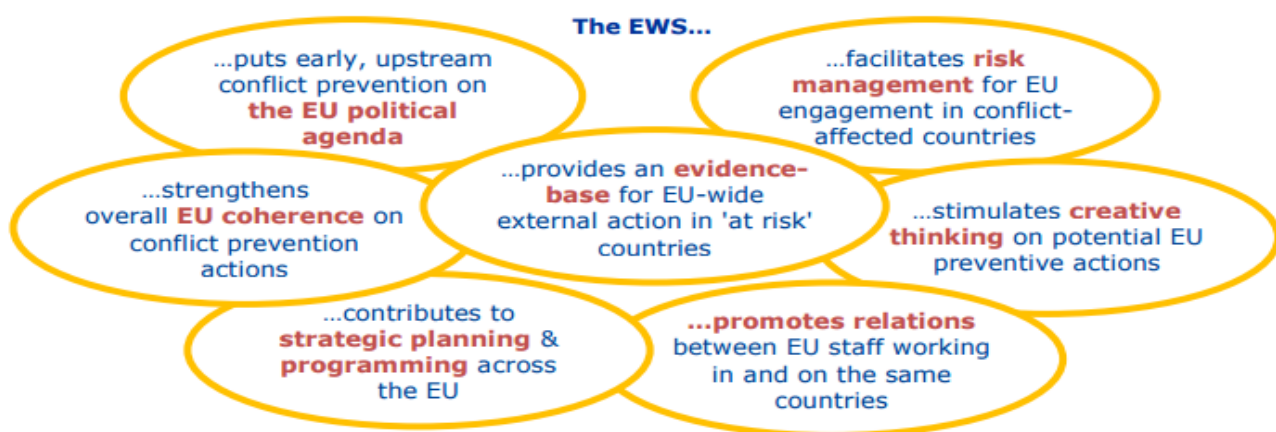 The EWS...
...puts early, upstream
conflict prevention on
the EU political
agenda
...facilitates risk
management for EU
engagement in conflict-
affected countries
...provides an evidence-
base for EU-wide
external action in 'at risk'
countries
...strengthens
overall EU coherence on
conflict prevention
actions
...stimulates creative
thinking on potential EU
preventive actions
...contributes to
strategic planning &
programming across
the EU
...promotes relations
between EU staff working
in and on the same
countries